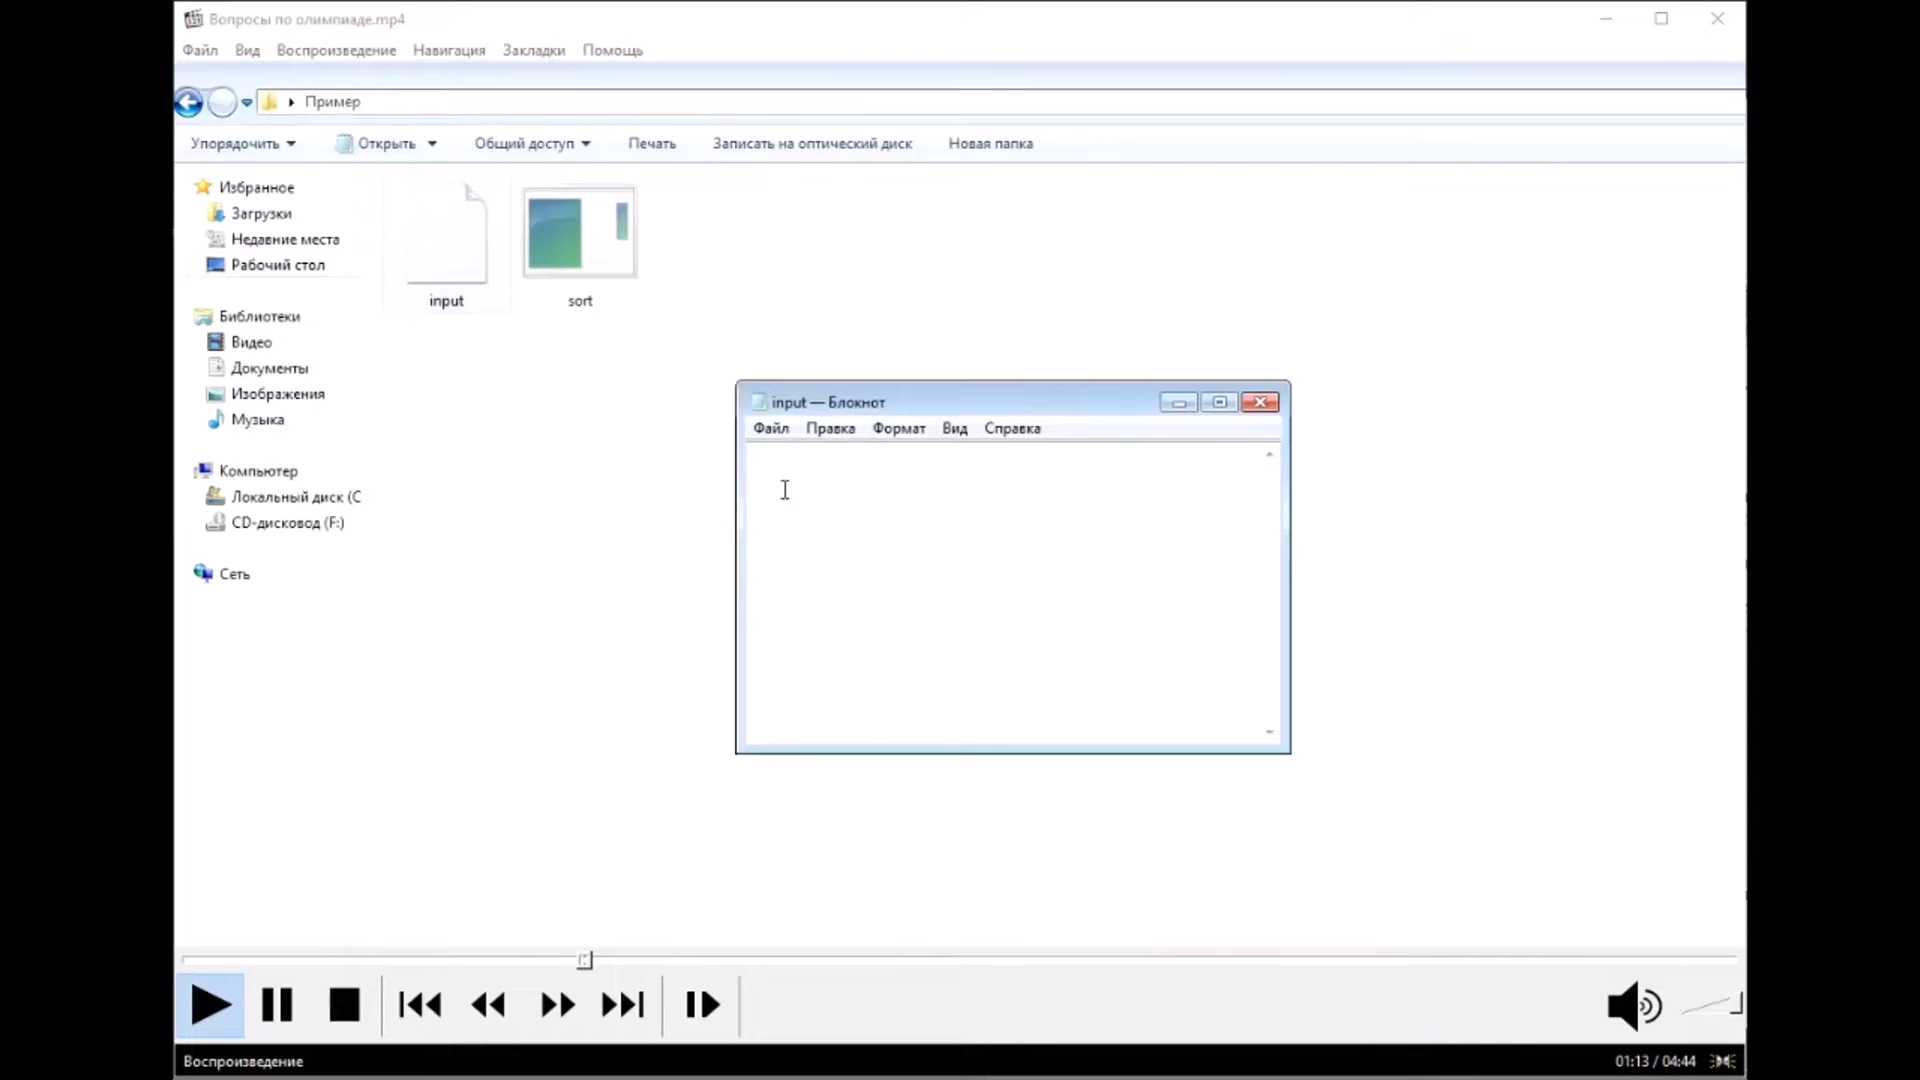 Вопросы по олимпиаде.mp4
Файл Вид Воспроизведение Навигация Закладки Помощь
Пример
Упорядочить Открыть Общий доступ Печать Записать на оптический диск Новая папка
Избранное
Загрузки
Недавние места
Рабочий стол
Библиотеки
Видео
Документы
Изображения
Музыка
Компьютер
Локальный диск (C
CD-дисковод (F:)
Сеть
input
sort
input — Блокнот
Файл Правка Формат Вид Справка
Воспроизведение
01:13 / 04:44